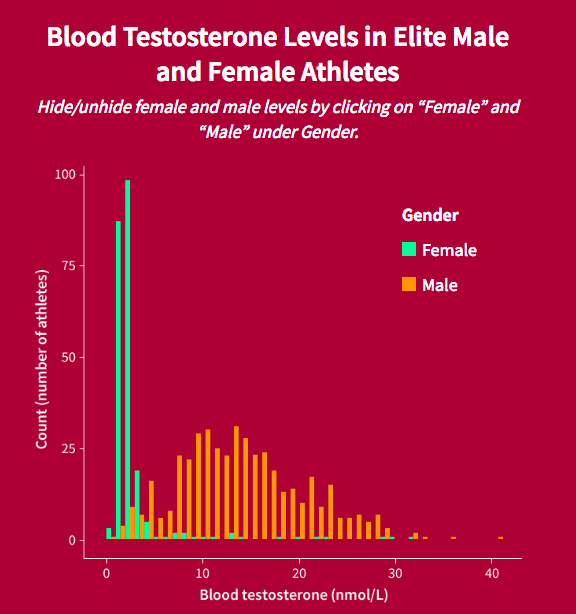 Blood Testosterone Levels in Elite Male
and Female Athletes
Hide/unhide female and male levels by clicking on “Female” and
“Male” under Gender.
100
75
50
25
0
Count (number of athletes)
Gender
Female
Male
0 10 20 30 40
Blood testosterone (nmol/L)